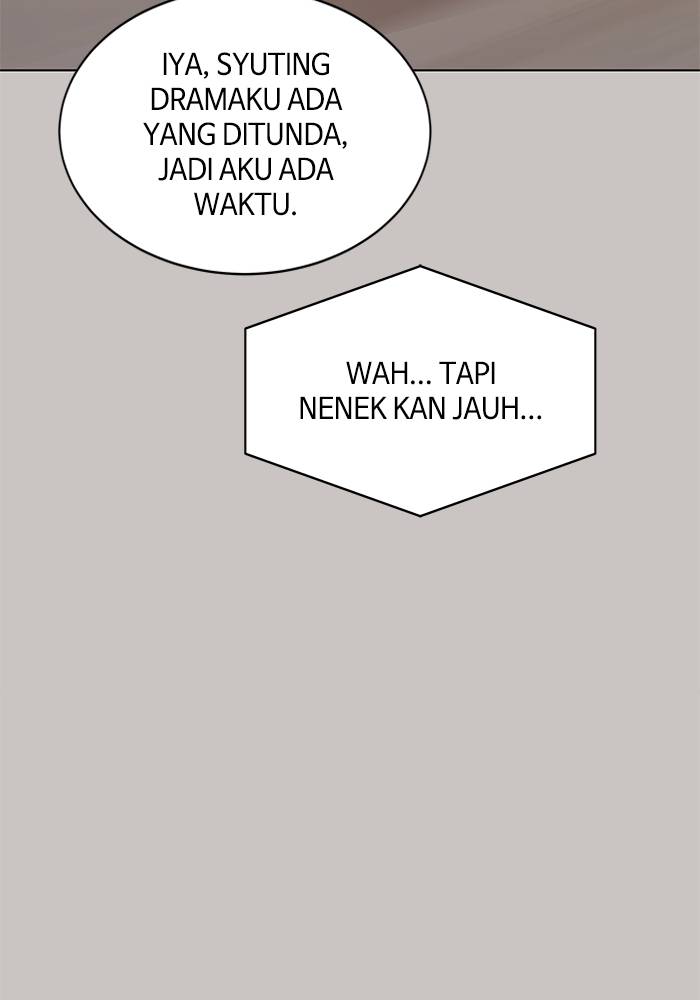 IYA, SYUTING
DRAMAKU ADA
YANG DITUNDA,
JADI AKU ADA
WAKTU.
WAH... TAPI
NENEK KAN JAUH...